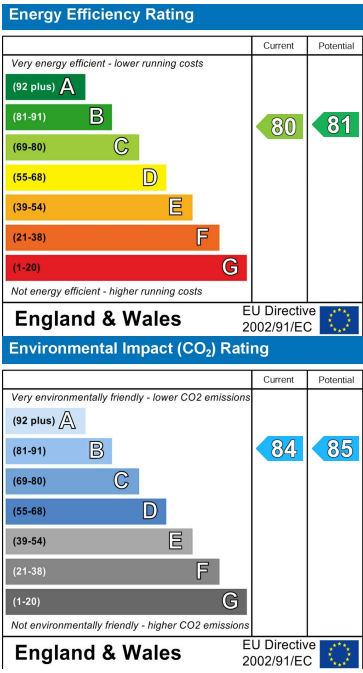 Energy Efficiency Rating
Current Potential
Very energy efficient - lower running costs
(92 plus) A
(81-91) B
(69-80) C
(55-68) D
(39-54) E
(21-38) F
(1-20) G
80 81
Not energy efficient - higher running costs
England & Wales
EU Directive
2002/91/EC
Environmental Impact (CO₂) Rating
Current Potential
Very environmentally friendly - lower CO2 emissions
(92 plus) A
(81-91) B
(69-80) C
(55-68) D
(39-54) E
(21-38) F
(1-20) G
84 85
Not environmentally friendly - higher CO2 emissions
England & Wales
EU Directive
2002/91/EC